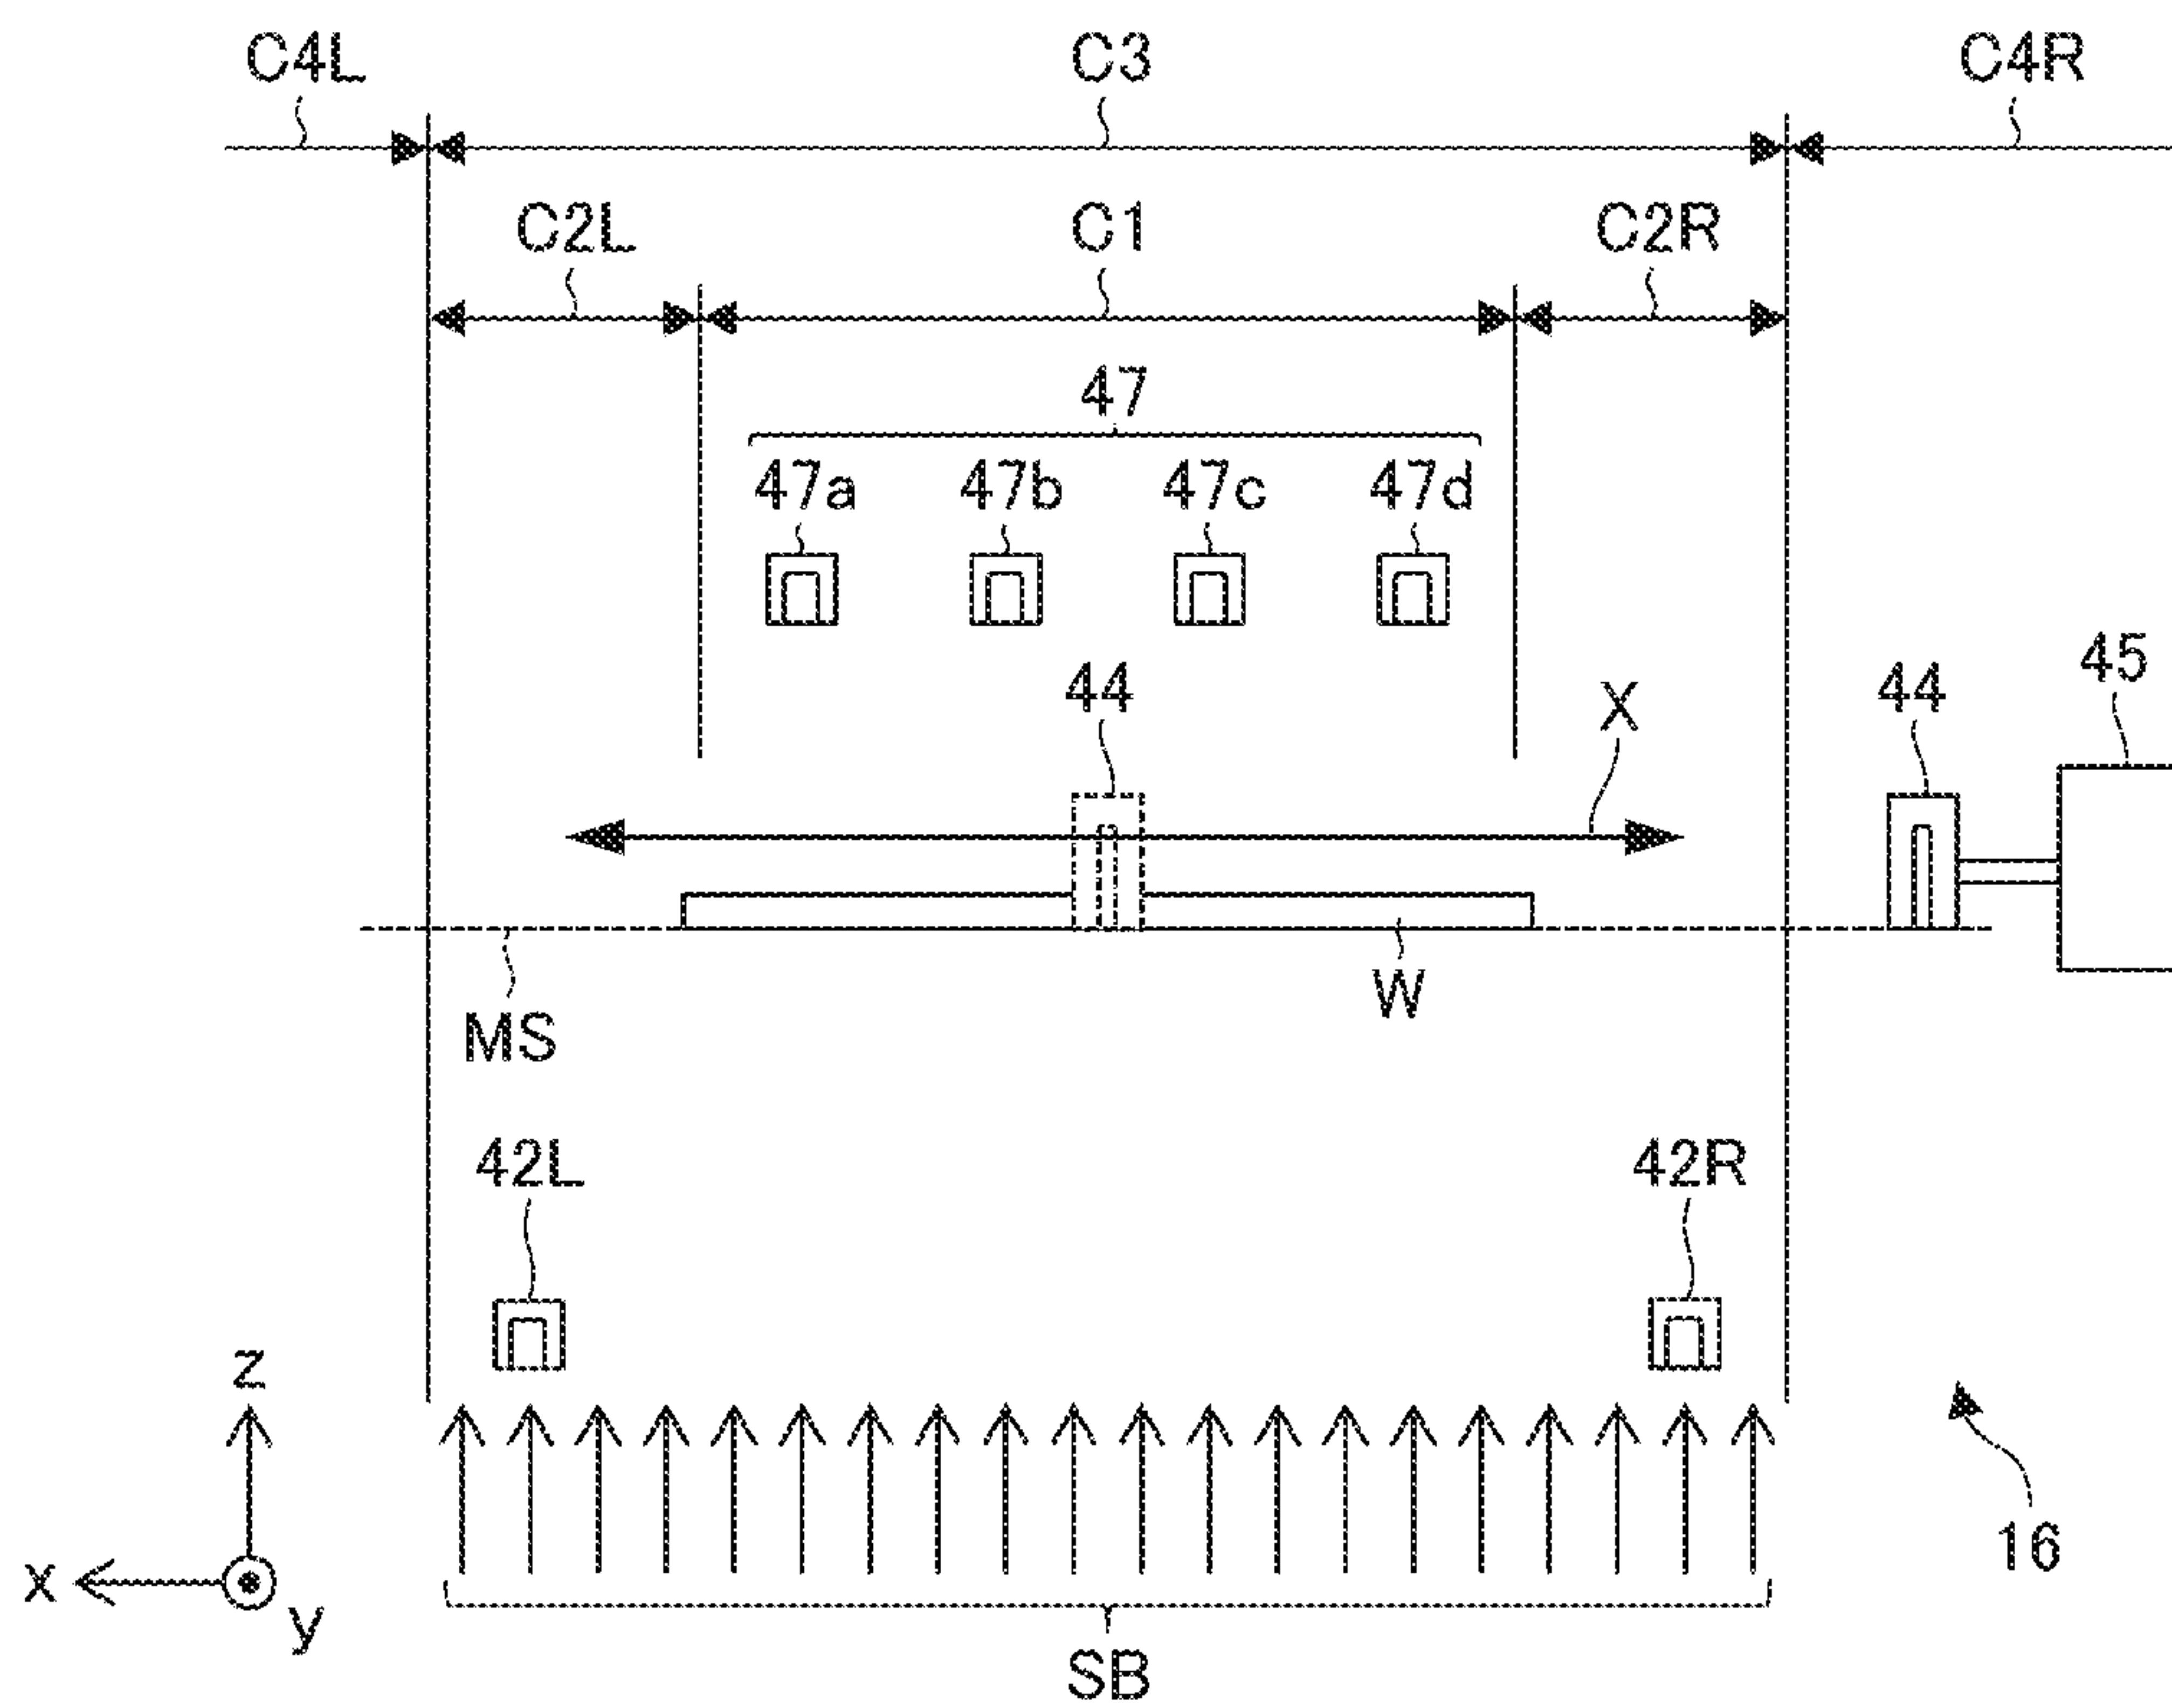 C4L C3 C4R
C2L C1 C2R
47
47a 47b 47c 47d
44 X 44 45
W
MS
42L 42R
z
x
y
16
SB